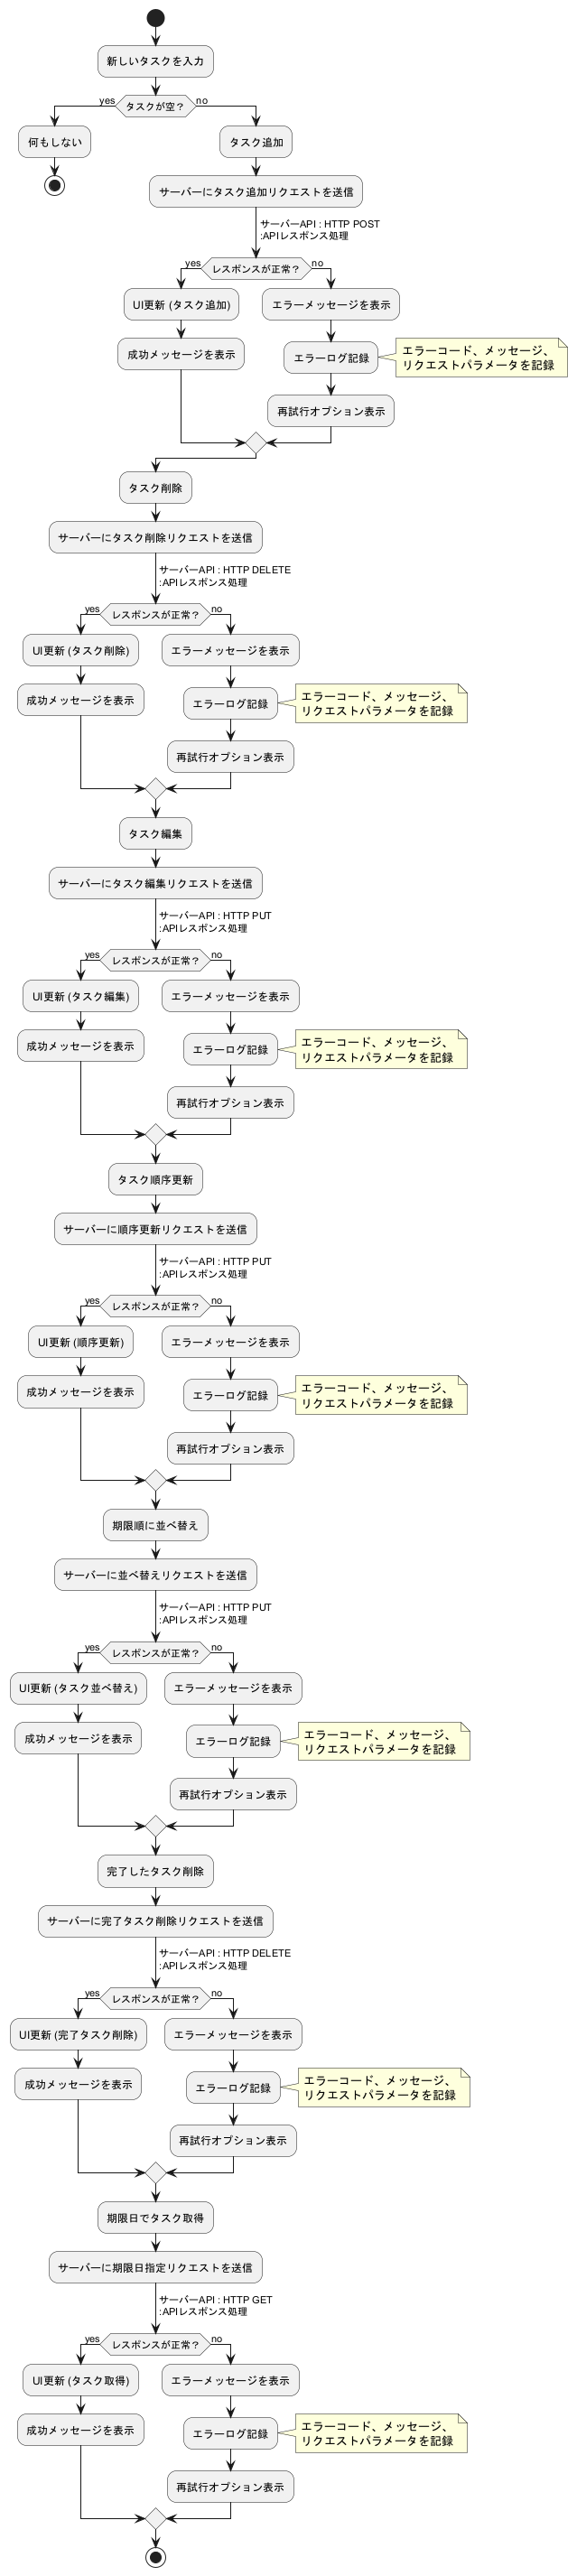 新しいタスクを入力
yes
タスクが空？
no
何もしない
タスク追加
サーバーにタスク追加リクエストを送信
サーバーAPI : HTTP POST
:APIレスポンス処理
yes
レスポンスが正常？
no
UI更新 (タスク追加)
エラーメッセージを表示
成功メッセージを表示
エラーログ記録
エラーコード、メッセージ、
リクエストパラメータを記録
再試行オプション表示
タスク削除
サーバーにタスク削除リクエストを送信
サーバーAPI : HTTP DELETE
:APIレスポンス処理
yes
レスポンスが正常？
no
UI更新 (タスク削除)
エラーメッセージを表示
成功メッセージを表示
エラーログ記録
エラーコード、メッセージ、
リクエストパラメータを記録
再試行オプション表示
タスク編集
サーバーにタスク編集リクエストを送信
サーバーAPI : HTTP PUT
:APIレスポンス処理
yes
レスポンスが正常？
no
UI更新 (タスク編集)
エラーメッセージを表示
成功メッセージを表示
エラーログ記録
エラーコード、メッセージ、
リクエストパラメータを記録
再試行オプション表示
タスク順序更新
サーバーに順序更新リクエストを送信
サーバーAPI : HTTP PUT
:APIレスポンス処理
yes
レスポンスが正常？
no
UI更新 (順序更新)
エラーメッセージを表示
成功メッセージを表示
エラーログ記録
エラーコード、メッセージ、
リクエストパラメータを記録
再試行オプション表示
期限順に並べ替え
サーバーに並べ替えリクエストを送信
サーバーAPI : HTTP PUT
:APIレスポンス処理
yes
レスポンスが正常？
no
UI更新 (タスク並べ替え)
エラーメッセージを表示
成功メッセージを表示
エラーログ記録
エラーコード、メッセージ、
リクエストパラメータを記録
再試行オプション表示
完了したタスク削除
サーバーに完了タスク削除リクエストを送信
サーバーAPI : HTTP DELETE
:APIレスポンス処理
yes
レスポンスが正常？
no
UI更新 (完了タスク削除)
エラーメッセージを表示
成功メッセージを表示
エラーログ記録
エラーコード、メッセージ、
リクエストパラメータを記録
再試行オプション表示
期限日でタスク取得
サーバーに期限日指定リクエストを送信
サーバーAPI : HTTP GET
:APIレスポンス処理
yes
レスポンスが正常？
no
UI更新 (タスク取得)
エラーメッセージを表示
成功メッセージを表示
エラーログ記録
エラーコード、メッセージ、
リクエストパラメータを記録
再試行オプション表示